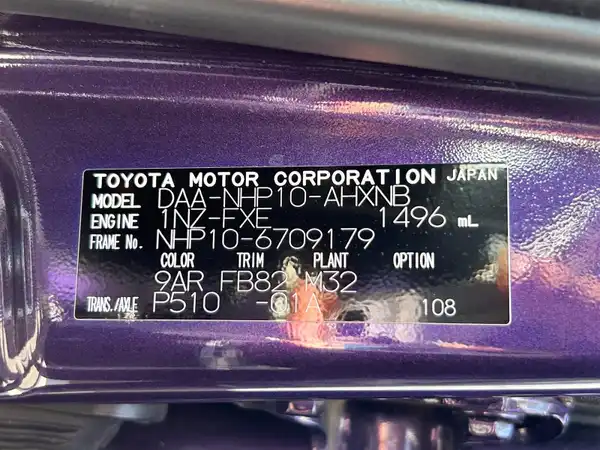 TOYOTA MOTOR CORPORATION JAPAN
MODEL DAA-NHP10-AHXNB
ENGINE 1NZ-FXE 1496 mL
FRAME No. NHP10-6709179
COLOR TRIM PLANT OPTION
9AR FB82 M32
TRANS./AXLE P510 -01A 108